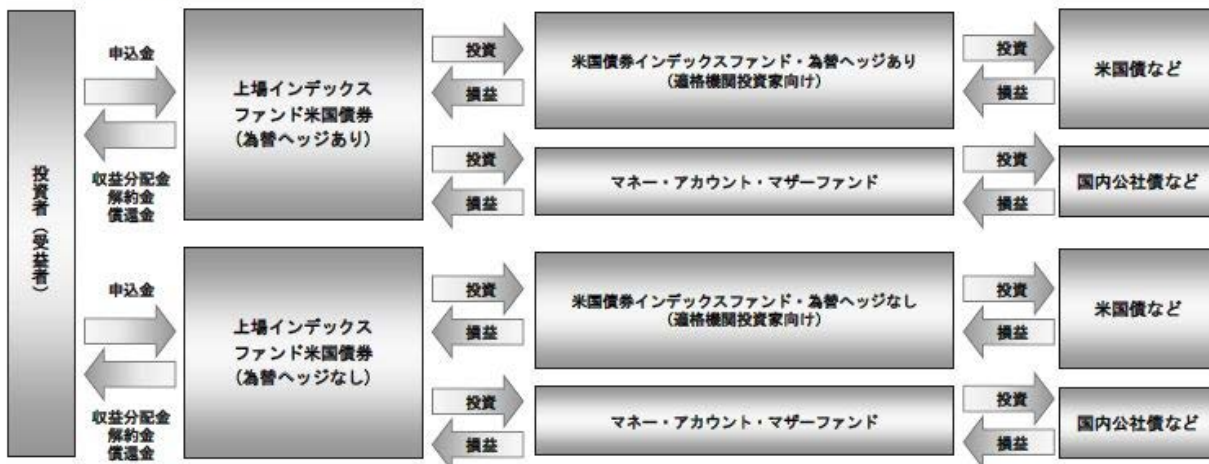 投資者（受益者）
申込金
収益分配金
解約金
償還金
上場インデックス
ファンド米国債券
(為替ヘッジあり)
投資
損益
米国債券インデックスファンド・為替ヘッジあり
(適格機関投資家向け)
投資
損益
米国債など
投資
損益
マネー・アカウント・マザーファンド
投資
損益
国内公社債など
申込金
収益分配金
解約金
償還金
上場インデックス
ファンド米国債券
(為替ヘッジなし)
投資
損益
米国債券インデックスファンド・為替ヘッジなし
(適格機関投資家向け)
投資
損益
米国債など
投資
損益
マネー・アカウント・マザーファンド
投資
損益
国内公社債など